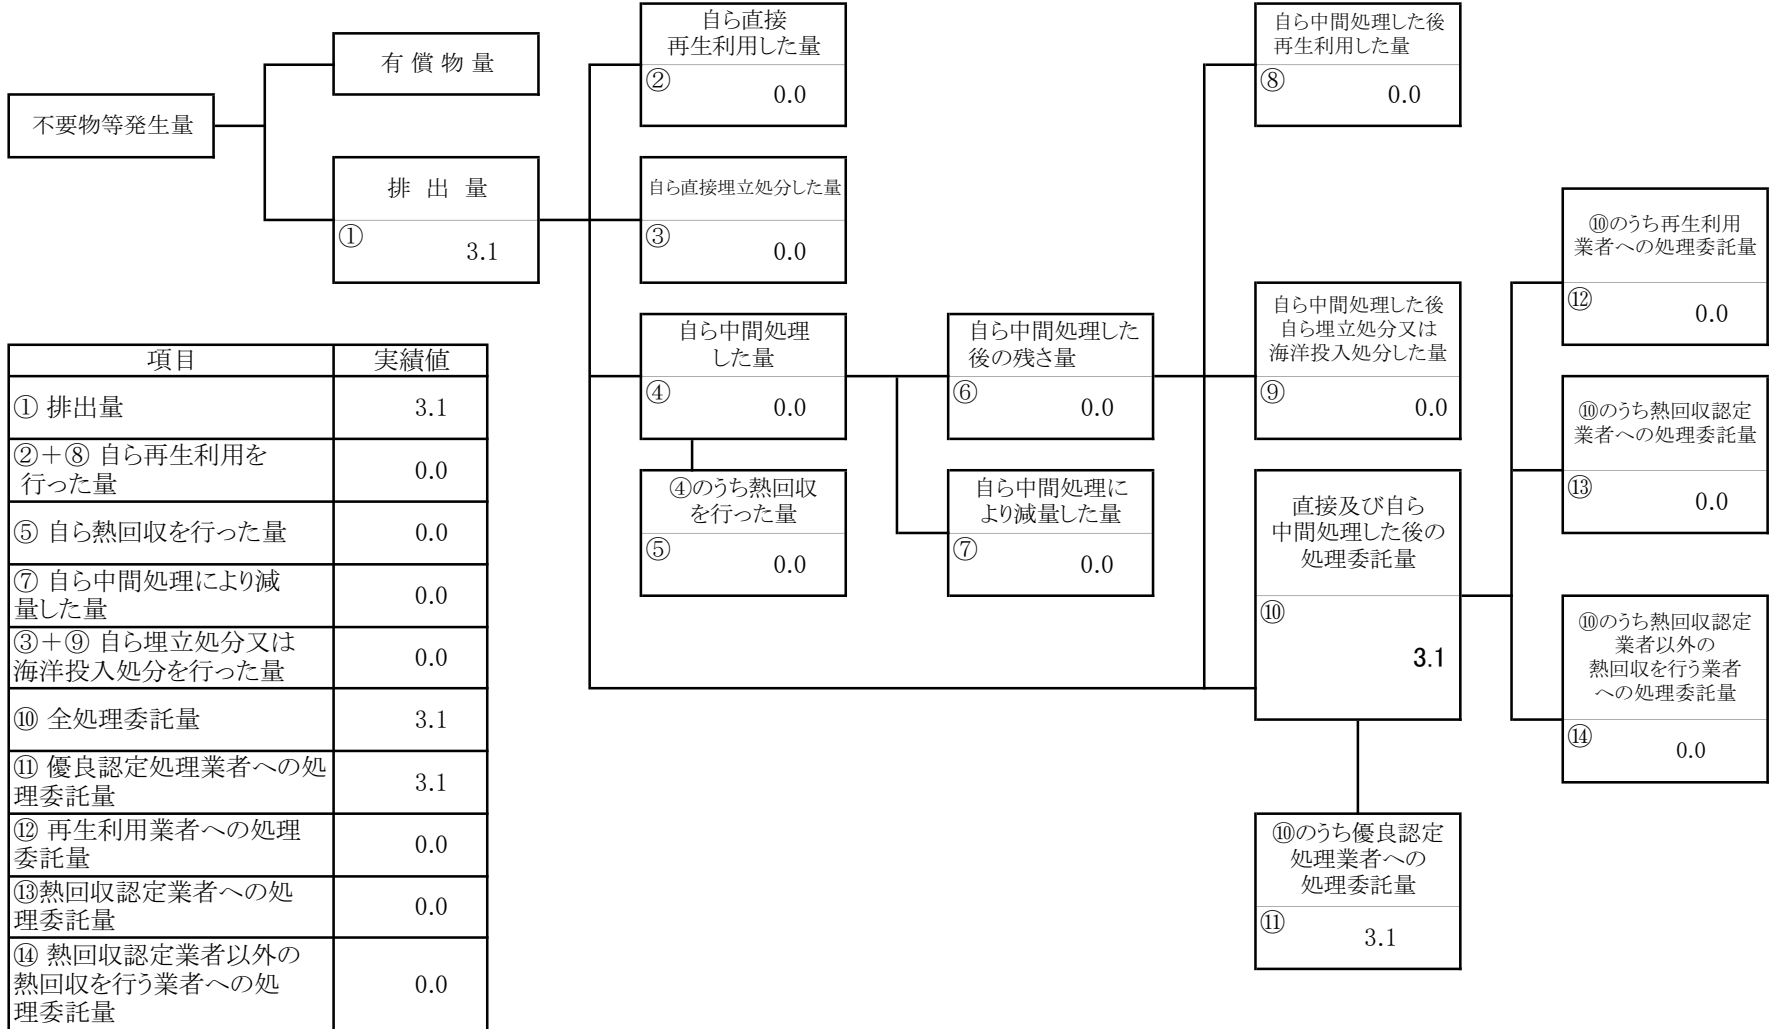 不要物等発生量
有 償 物 量
排 出 量
①
3.1
自ら直接
再生利用した量
②
0.0
自ら直接埋立処分した量
③
0.0
自ら中間処理
した量
④
0.0
④のうち熱回収
を行った量
⑤
0.0
自ら中間処理した
後の残さ量
⑥
0.0
自ら中間処理に
より減量した量
⑦
0.0
自ら中間処理した後
再生利用した量
⑧
0.0
自ら中間処理した後
自ら埋立処分又は
海洋投入処分した量
⑨
0.0
直接及び自ら
中間処理した後の
処理委託量
⑩
3.1
⑩のうち優良認定
処理業者への
処理委託量
⑪
3.1
⑩のうち再生利用
業者への処理委託量
⑫
0.0
⑩のうち熱回収認定
業者への処理委託量
⑬
0.0
⑩のうち熱回収認定
業者以外の
熱回収を行う業者
への処理委託量
⑭
0.0
項目 実績値
① 排出量 3.1
②+⑧ 自ら再生利用を
行った量 0.0
⑤ 自ら熱回収を行った量 0.0
⑦ 自ら中間処理により減
量した量 0.0
③+⑨ 自ら埋立処分又は
海洋投入処分を行った量 0.0
⑩ 全処理委託量 3.1
⑪ 優良認定処理業者への処
理委託量 3.1
⑫ 再生利用業者への処理
委託量 0.0
⑬熱回収認定業者への処
理委託量 0.0
⑭ 熱回収認定業者以外の
熱回収を行う業者への処
理委託量 0.0